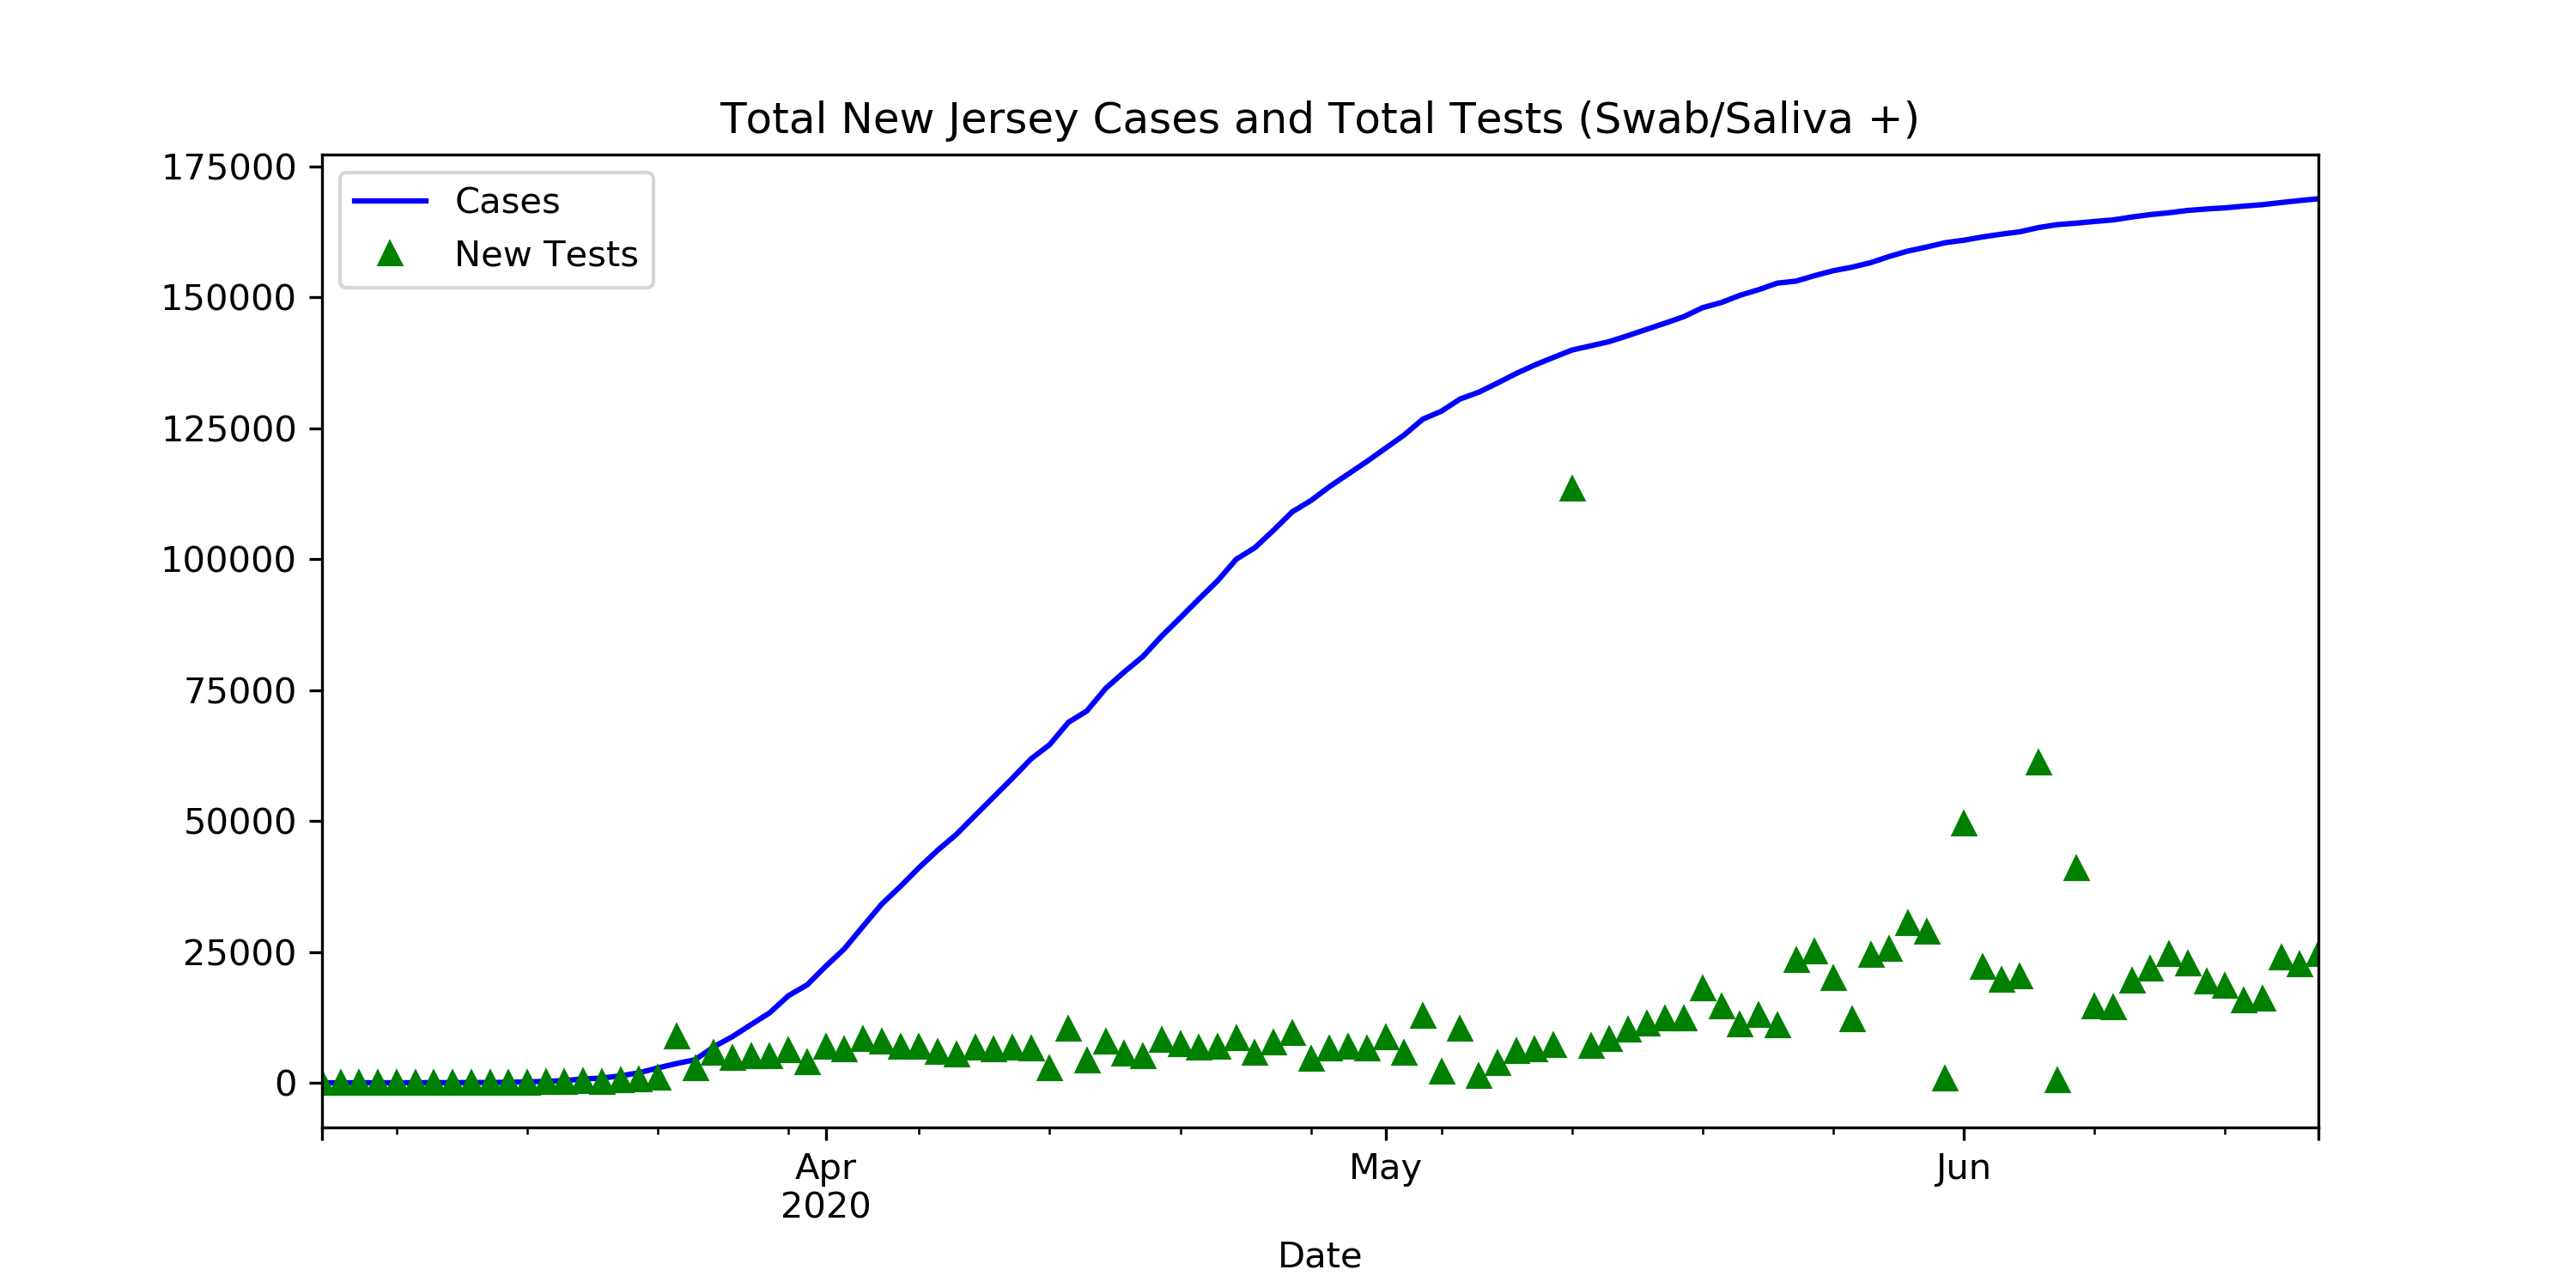 Total New Jersey Cases and Total Tests (Swab/Saliva +)
Cases
New Tests
175000
150000
125000
100000
75000
50000
25000
0
Apr
2020
May
Jun
Date